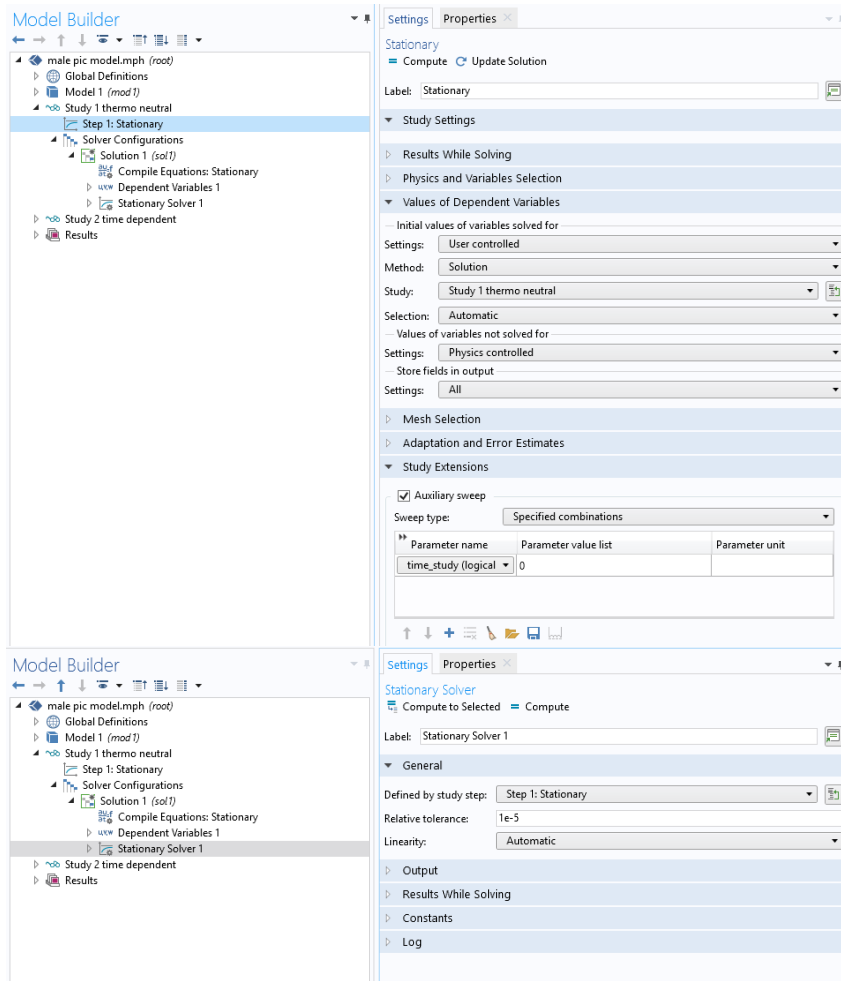 Model Builder
male pic model.mph (root)
Global Definitions
Model 1 (mod1)
Study 1 thermo neutral
Step 1: Stationary
Solver Configurations
Solution 1 (sol1)
Compile Equations: Stationary
Dependent Variables 1
Stationary Solver 1
Study 2 time dependent
Results
Settings Properties
Stationary
= Compute Update Solution
Label: Stationary
Study Settings
Results While Solving
Physics and Variables Selection
Values of Dependent Variables
Initial values of variables solved for
Settings: User controlled
Method: Solution
Study: Study 1 thermo neutral
Selection: Automatic
Values of variables not solved for
Settings: Physics controlled
Store fields in output
Settings: All
Mesh Selection
Adaptation and Error Estimates
Study Extensions
Auxiliary sweep
Sweep type: Specified combinations
Parameter name Parameter value list Parameter unit
time_study (logical 0
Model Builder
male pic model.mph (root)
Global Definitions
Model 1 (mod1)
Study 1 thermo neutral
Step 1: Stationary
Solver Configurations
Solution 1 (sol1)
Compile Equations: Stationary
Dependent Variables 1
Stationary Solver 1
Study 2 time dependent
Results
Settings Properties
Stationary Solver
Compute to Selected = Compute
Label: Stationary Solver 1
General
Defined by study step: Step 1: Stationary
Relative tolerance: 1e-5
Linearity: Automatic
Output
Results While Solving
Constants
Log